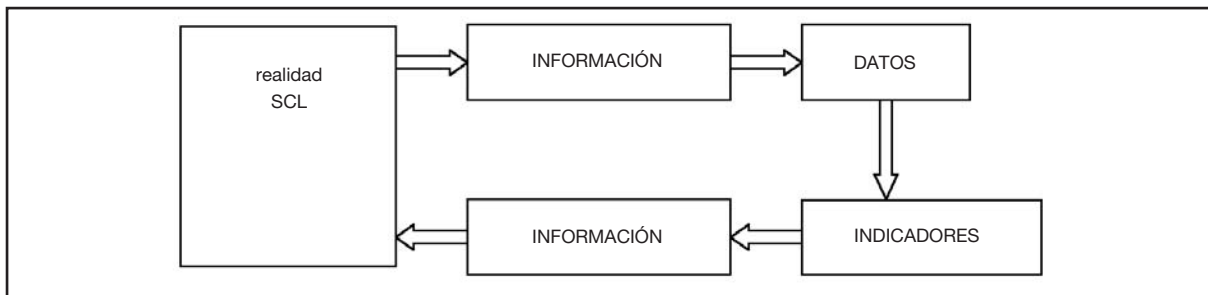 realidad
SCL
INFORMACIÓN
DATOS
INFORMACIÓN
INDICADORES